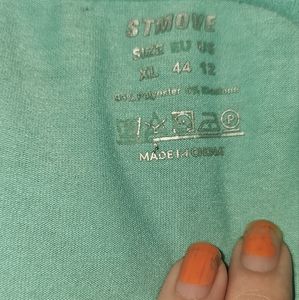 STMOVE
SIZE EU US
XL 44 12
Polyester
MADE IN CHINA